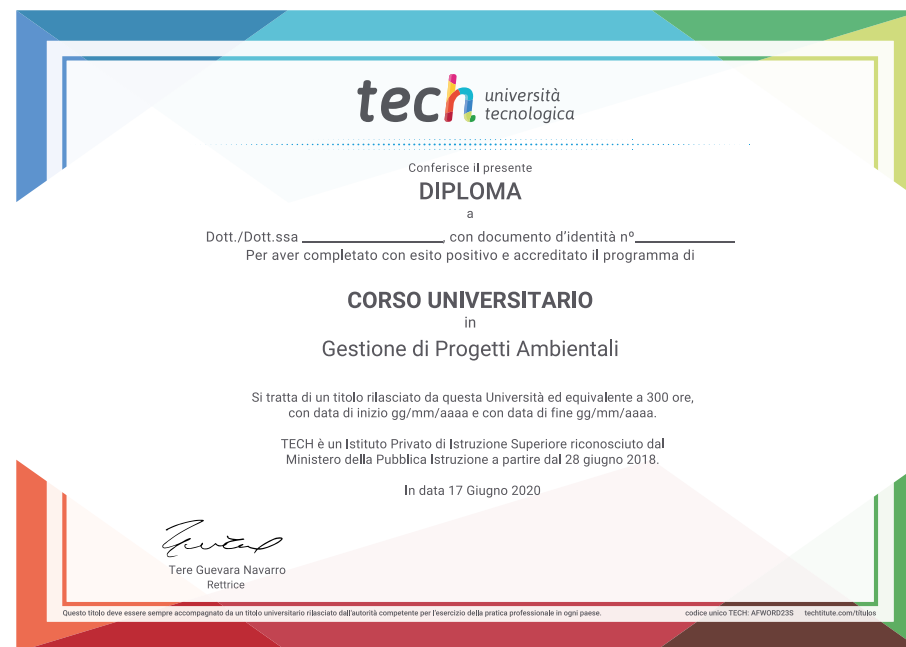 tech università
tecnologica
Conferisce il presente
DIPLOMA
a
Dott./Dott.ssa ________________, con documento d'identità nº____________
Per aver completato con esito positivo e accreditato il programma di
CORSO UNIVERSITARIO
in
Gestione di Progetti Ambientali
Si tratta di un titolo rilasciato da questa Università ed equivalente a 300 ore,
con data di inizio gg/mm/aaaa e con data di fine gg/mm/aaaa.
TECH è un Istituto Privato di Istruzione Superiore riconosciuto dal
Ministero della Pubblica Istruzione a partire dal 28 giugno 2018.
In data 17 Giugno 2020
Tere Guevara Navarro
Rettrice
Questo titolo deve essere sempre accompagnato da un titolo universitario rilasciato dall'autorità competente per l'esercizio della pratica professionale in ogni paese.
codice unico TECH: AFWORD23S techtitute.com/títulos